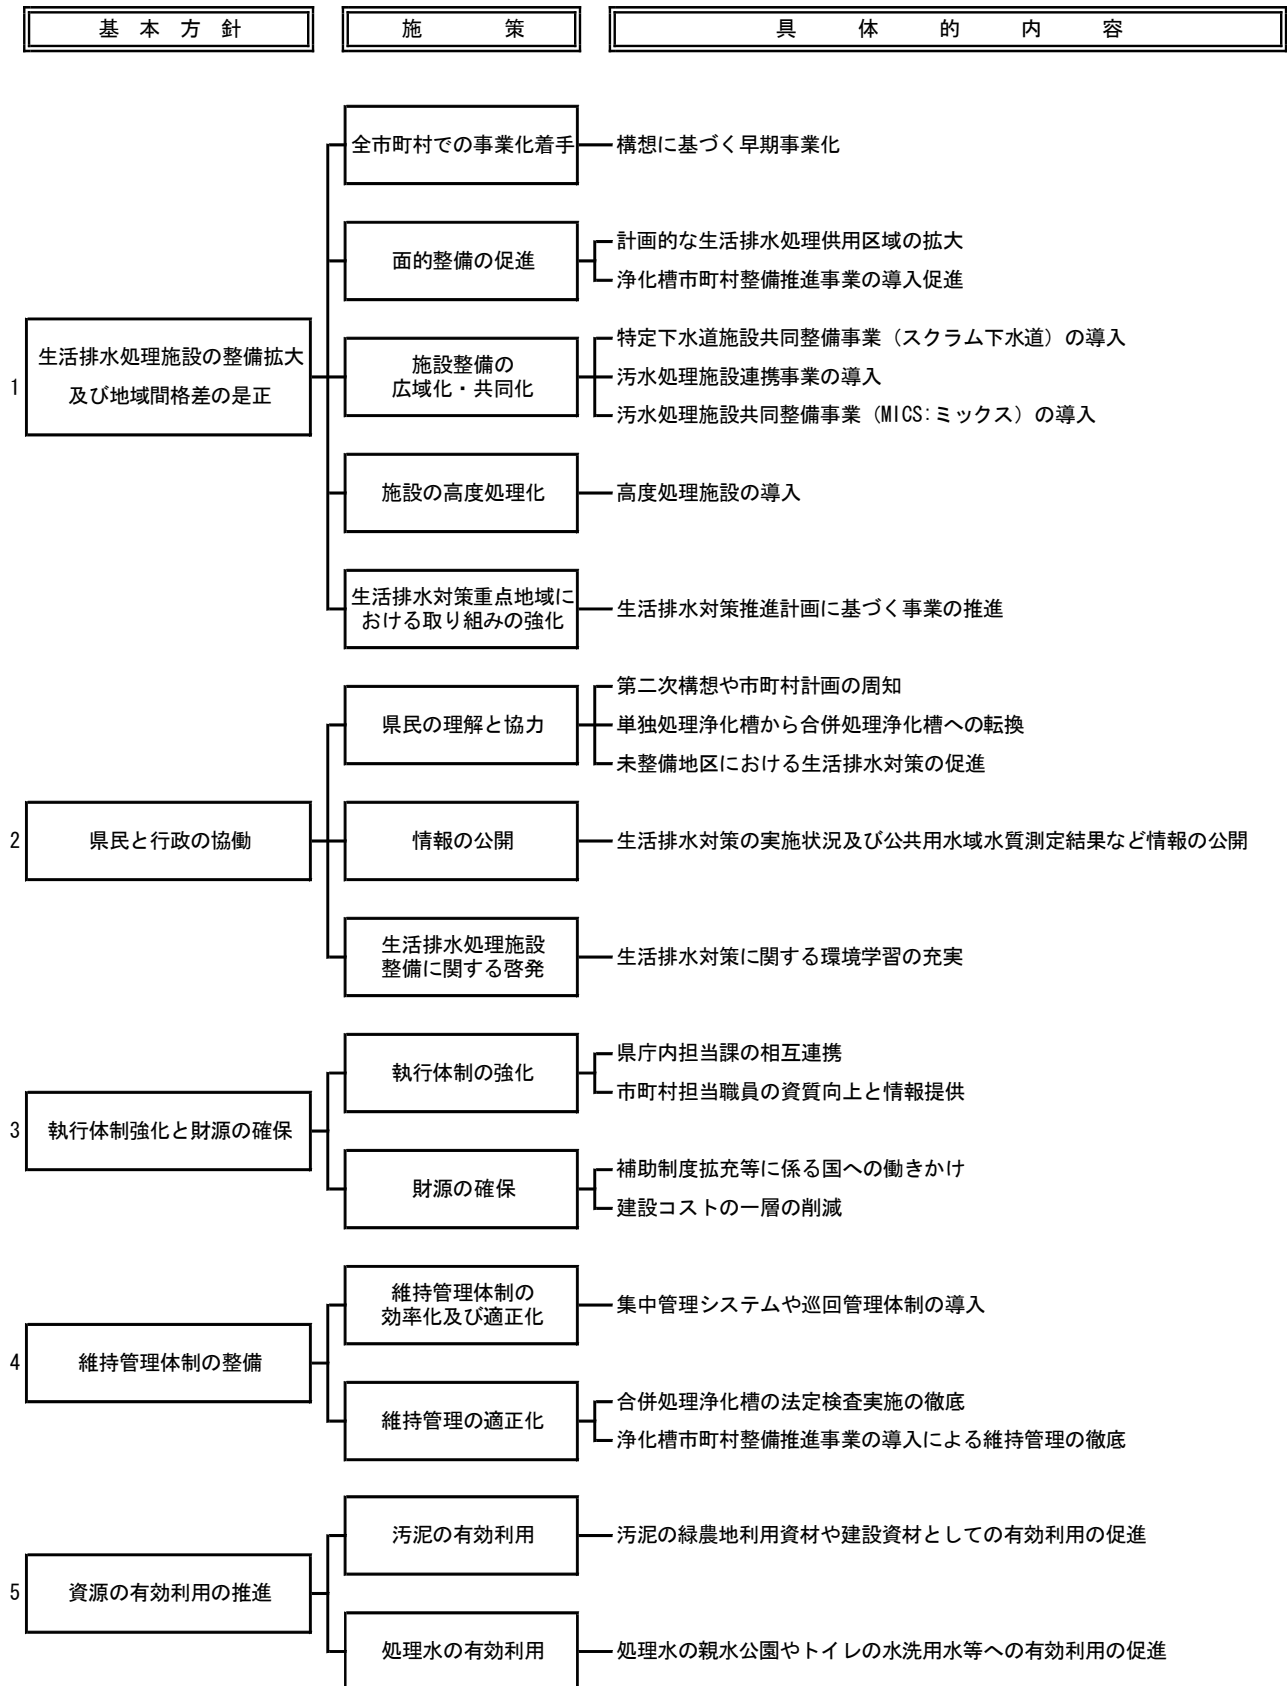 基本方針
施策
具体的内容
1
生活排水処理施設の整備拡大
及び地域間格差の是正
全市町村での事業化着手
構想に基づく早期事業化
面的整備の促進
計画的な生活排水処理供用区域の拡大
浄化槽市町村整備推進事業の導入促進
施設整備の
広域化・共同化
特定下水道施設共同整備事業（スクラム下水道）の導入
汚水処理施設連携事業の導入
汚水処理施設共同整備事業（MICS:ミックス）の導入
施設の高度処理化
高度処理施設の導入
生活排水対策重点地域に
おける取り組みの強化
生活排水対策推進計画に基づく事業の推進
2
県民と行政の協働
県民の理解と協力
第二次構想や市町村計画の周知
単独処理浄化槽から合併処理浄化槽への転換
未整備地区における生活排水対策の促進
情報の公開
生活排水対策の実施状況及び公共用水域水質測定結果など情報の公開
生活排水処理施設
整備に関する啓発
生活排水対策に関する環境学習の充実
3
執行体制強化と財源の確保
執行体制の強化
県庁内担当課の相互連携
市町村担当職員の資質向上と情報提供
財源の確保
補助制度拡充等に係る国への働きかけ
建設コストの一層の削減
4
維持管理体制の整備
維持管理体制の
効率化及び適正化
集中管理システムや巡回管理体制の導入
維持管理の適正化
合併処理浄化槽の法定検査実施の徹底
浄化槽市町村整備推進事業の導入による維持管理の徹底
5
資源の有効利用の推進
汚泥の有効利用
汚泥の緑農地利用資材や建設資材としての有効利用の促進
処理水の有効利用
処理水の親水公園やトイレの水洗用水等への有効利用の促進